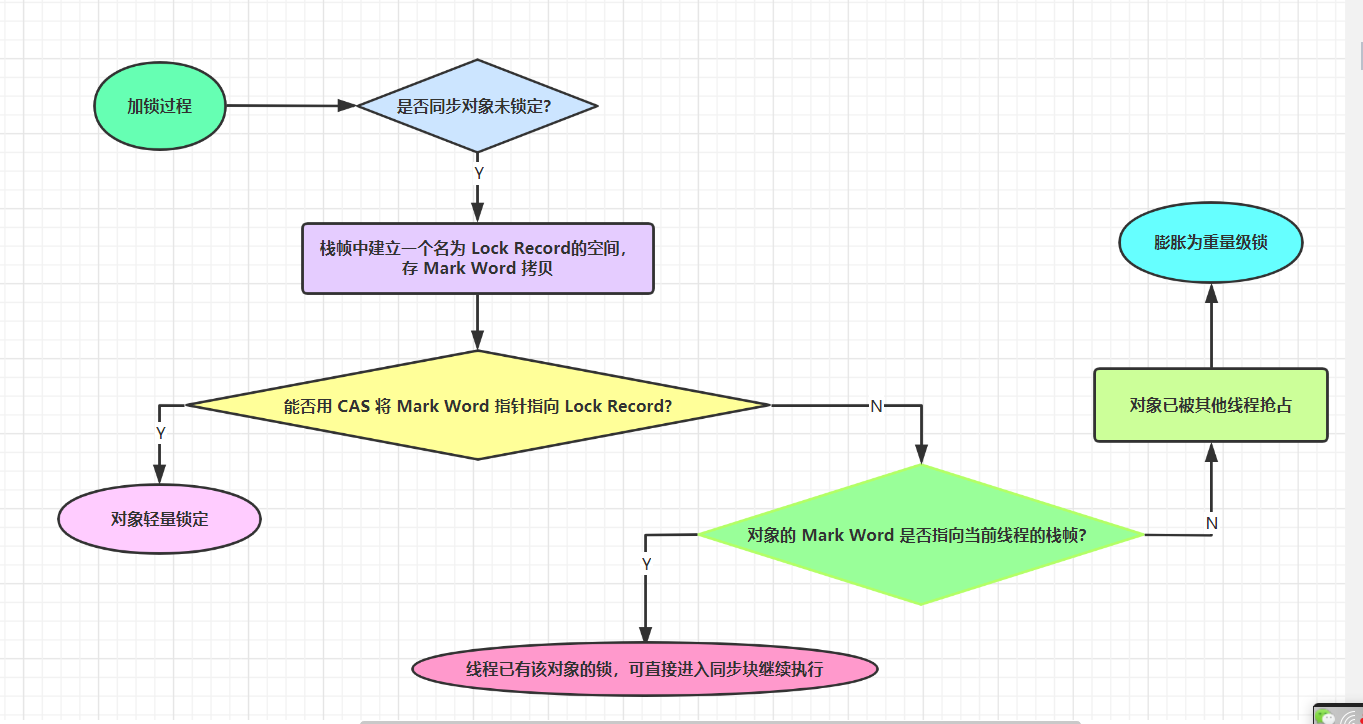 加锁过程
是否同步对象未锁定?
Y
栈帧中建立一个名为 Lock Record的空间，
存 Mark Word 拷贝
膨胀为重量级锁
能否用 CAS 将 Mark Word 指针指向 Lock Record?
N
对象已被其他线程抢占
Y
对象轻量锁定
对象的 Mark Word 是否指向当前线程的栈帧?
N
Y
线程已有该对象的锁，可直接进入同步块继续执行